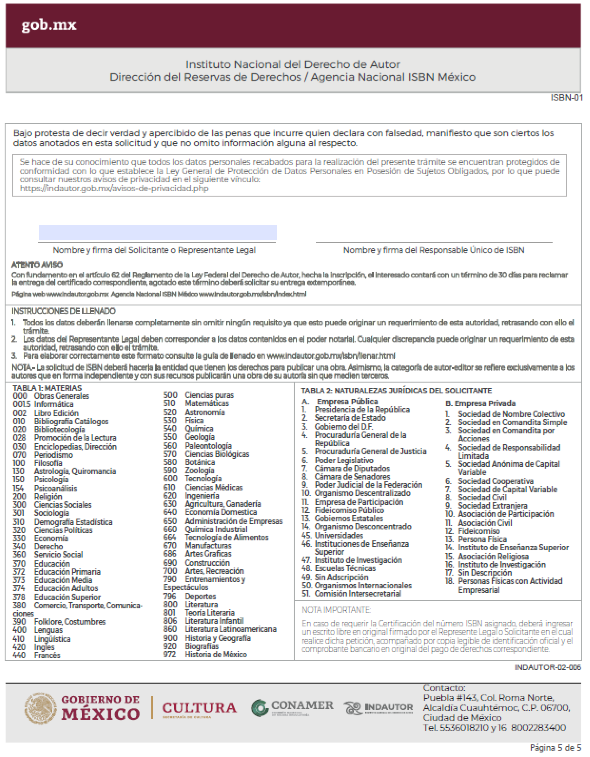 gob.mx
Instituto Nacional del Derecho de Autor
Dirección del Reservas de Derechos / Agencia Nacional ISBN México
ISBN-01
Bajo protesta de decir verdad y apercibido de las penas que incurre quien declara con falsedad, manifiesto que son ciertos los
datos anotados en esta solicitud y que no omito información alguna al respecto.
Se hace de su conocimiento que todos los datos personales recabados para la realización del presente trámite se encuentran protegidos de
conformidad con lo que establece la Ley General de Protección de Datos Personales en Posesión de Sujetos Obligados, por lo que puede
consultar nuestros avisos de privacidad en el siguiente vínculo:
https://indautor.gob.mx/avisos-de-privacidad.php
Nombre y firma del Solicitante o Representante Legal
Nombre y firma del Responsable Único de ISBN
ATENTO AVISO
Con fundamento en el artículo 62 del Reglamento de la Ley Federal del Derecho de Autor, hecha la inscripción, el interesado contará con un término de 30 días para reclamar
la entrega del certificado correspondiente, agotado este término deberá solicitar su entrega extemporánea.
Página web:www.indautor.gob.mx Agencia Nacional ISBN México www.indautor.gob.mx/isbn/index.html
INSTRUCCIONES DE LLENADO
1. Todos los datos deberán llenarse completamente sin omitir ningún requisito ya que esto puede originar un requerimiento de esta autoridad, retrasando con ello el
trámite.
2. Los datos del Representante Legal deben corresponder a los datos contenidos en el poder notarial. Cualquier discrepancia puede originar un requerimiento de esta
autoridad, retrasando con ello el trámite.
3. Para elaborar correctamente este formato consulte la guía de llenado en www.indautor.gob.mx/isbn/llenar.html
NOTA.- La solicitud de ISBN deberá hacerla la entidad que tienen los derechos para publicar una obra. Asimismo, la categoría de autor-editor se refiere exclusivamente a los
autores que en forma independiente y con sus recursos publicarán una obra de su autoría sin que medien terceros.
TABLA 1: MATERIAS
000 Obras Generales
001.5 Informática
002 Libro Edición
010 Bibliografía Catálogos
020 Bibliotecología
028 Promoción de la Lectura
030 Enciclopedias, Dirección
070 Periodismo
100 Filosofía
130 Astrología, Quiromancia
150 Psicología
154 Psicoanálisis
200 Religión
300 Ciencias Sociales
301 Sociología
310 Demografía Estadística
320 Ciencias Políticas
330 Economía
340 Derecho
360 Servicio Social
370 Educación
372 Educación Primaria
373 Educación Media
374 Educación Adultos
378 Educación Superior
380 Comercio, Transporte, Comunica-
ciones
390 Folklore, Costumbres
400 Lenguas
410 Lingüística
420 Ingles
440 Francés
500 Ciencias puras
510 Matemáticas
520 Astronomía
530 Física
540 Química
550 Geología
560 Paleontología
570 Ciencias Biológicas
580 Botánica
590 Zoología
600 Tecnología
610 Ciencias Médicas
620 Ingeniería
630 Agricultura, Ganadería
640 Economía Domestica
650 Administración de Empresas
660 Química Industrial
664 Tecnología de Alimentos
670 Manufacturas
686 Artes Graficas
690 Construcción
700 Artes, Recreación
790 Entrenamientos y
Espectáculos
796 Deportes
800 Literatura
801 Teoría Literaria
806 Literatura Infantil
860 Literatura Latinoamericana
900 Historia y Geografía
920 Biografías
972 Historia de México
TABLA 2: NATURALEZAS JURÍDICAS DEL SOLICITANTE
A. Empresa Pública
1. Presidencia de la República
2. Secretaría de Estado
3. Gobierno del D.F.
4. Procuraduría General de la
República
5. Procuraduría General de Justicia
6. Poder Legislativo
7. Cámara de Diputados
8. Cámara de Senadores
9. Poder Judicial de la Federación
10. Organismo Descentralizado
11. Empresa de Participación
12. Fideicomiso Público
13. Gobiernos Estatales
14. Organismo Desconcentrado
45. Universidades
46. Instituciones de Enseñanza
Superior
47. Instituto de Investigación
48. Escuelas Técnicas
49. Sin Adscripción
50. Organismos Internacionales
51. Comisión Intersecretarial
B. Empresa Privada
1. Sociedad de Nombre Colectivo
2. Sociedad en Comandita Simple
3. Sociedad en Comandita por
Acciones
4. Sociedad de Responsabilidad
Limitada
5. Sociedad Anónima de Capital
Variable
6. Sociedad Cooperativa
7. Sociedad de Capital Variable
8. Sociedad Civil
9. Sociedad Extranjera
10. Asociación de Participación
11. Asociación Civil
12. Fideicomiso
13. Persona Física
14. Instituto de Enseñanza Superior
15. Asociación Religiosa
16. Instituto de Investigación
17. Sin Descripción
18. Personas Físicas con Actividad
Empresarial
NOTA IMPORTANTE:
En caso de requerir la Certificación del número ISBN asignado, deberá ingresar
un escrito libre en original firmado por el Represente Legal o Solicitante en el cual
realice dicha petición, acompañado por copia legible de identificación oficial y el
comprobante bancario en original del pago de derechos correspondiente.
INDAUTOR-02-006
GOBIERNO DE
MÉXICO
CULTURA
SECRETARÍA DE CULTURA
CONAMER
INDAUTOR
Contacto:
Puebla #143, Col. Roma Norte,
Alcaldía Cuauhtémoc, C.P. 06700,
Ciudad de México
Tel. 5536018210 y 16 8002283400
Página 5 de 5